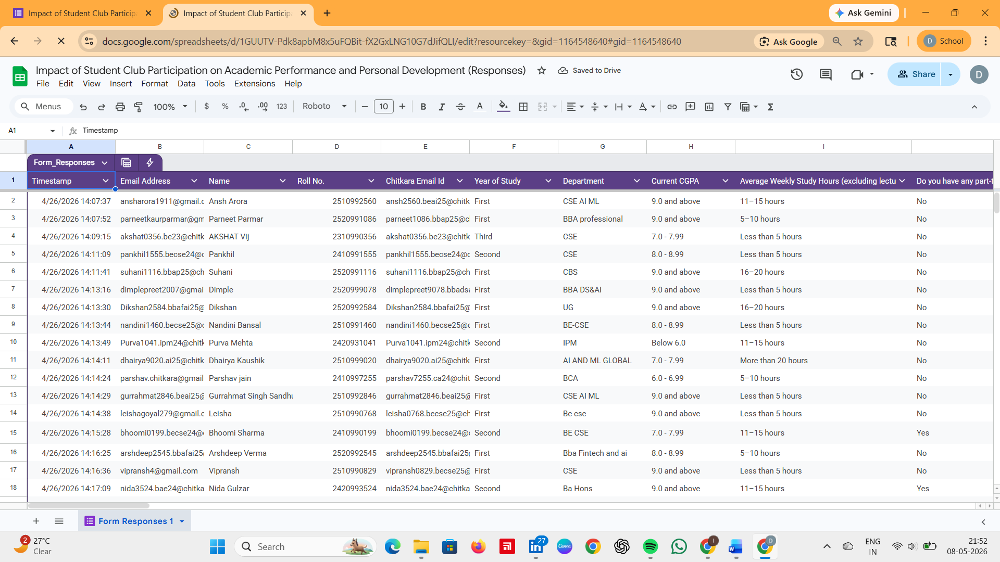 Impact of Student Club Particip
Impact of Student Club Particip
Ask Gemini
docs.google.com/spreadsheets/d/1GUUTV-Pdk8apbM8x5uFQBit-fX2GxLNG10G7dJifQLI/edit?resourcekey=&gid=1164548640#gid=1164548640
Ask Google
D School
Impact of Student Club Participation on Academic Performance and Personal Development (Responses)
Saved to Drive
File Edit View Insert Format Data Tools Extensions Help
Share
D
Menus 100% $ % .0 .00 123 Roboto 10 B I A
A1 fx Timestamp
A B C D E F G H I
Form_Responses
1 Timestamp Email Address Name Roll No. Chitkara Email Id Year of Study Department Current CGPA Average Weekly Study Hours (excluding lectu Do you have any part-t
2 4/26/2026 14:07:37 ansharora1911@gmail.c Ansh Arora 2510992560 ansh2560.beai25@chitk First CSE AI ML 9.0 and above 11–15 hours No
3 4/26/2026 14:07:52 parneetkaurparmar@gm Parneet Parmar 2520991086 parneet1086.bbap25@c First BBA professional 9.0 and above 5–10 hours No
4 4/26/2026 14:09:15 akshat0356.be23@chitk AKSHAT Vij 2310990356 akshat0356.be23@chitk Third CSE 7.0 - 7.99 Less than 5 hours No
5 4/26/2026 14:11:09 pankhil1555.becse24@c Pankhil 2410991555 pankhil1555.becse24@c Second CSE 8.0 - 8.99 Less than 5 hours No
6 4/26/2026 14:11:41 suhani1116.bbap25@ch Suhani 2520991116 suhani1116.bbap25@ch First CBS 9.0 and above 16–20 hours No
7 4/26/2026 14:13:16 dimplepreet2007@gmai Dimple 2520999078 dimplepreet9078.bbads First BBA DS&AI 9.0 and above Less than 5 hours No
8 4/26/2026 14:13:30 Dikshan2584.bbafai25@ Dikshan 2520992584 Dikshan2584.bbafai25@ First UG 9.0 and above 16–20 hours No
9 4/26/2026 14:13:44 nandini1460.becse25@c Nandini Bansal 2510991460 nandini1460.becse25@c First BE-CSE 8.0 - 8.99 Less than 5 hours No
10 4/26/2026 14:13:49 Purva1041.ipm24@chitk Purva Mehta 2420931041 Purva1041.ipm24@chitk Second IPM Below 6.0 11–15 hours No
11 4/26/2026 14:14:11 dhairya9020.ai25@chitk Dhairya Kaushik 2510999020 dhairya9020.ai25@chitk First AI AND ML GLOBAL 7.0 - 7.99 More than 20 hours No
12 4/26/2026 14:14:24 parshav.chitkara@gmail Parshav jain 2410997255 parshav7255.ca24@chit Second BCA 6.0 - 6.99 5–10 hours No
13 4/26/2026 14:14:29 gurrahmat2846.beai25@ Gurrahmat Singh Sandhu 2510992846 gurrahmat2846.beai25@ First CSE AI ML 9.0 and above Less than 5 hours No
14 4/26/2026 14:14:38 leishagoyal279@gmail.c Leisha 2510990768 leisha0768.becse25@ch First Be cse 9.0 and above Less than 5 hours No
15 4/26/2026 14:15:28 bhoomi0199.becse24@ Bhoomi Sharma 2410990199 bhoomi0199.becse24@ Second BE CSE 7.0 - 7.99 11–15 hours Yes
16 4/26/2026 14:16:25 arshdeep2545.bbafai25 Arshdeep Verma 2520992545 arshdeep2545.bbafai25 First Bba Fintech and ai 8.0 - 8.99 5–10 hours No
17 4/26/2026 14:16:36 vipransh4@gmail.com Vipransh 2510990829 vipransh0829.becse25@ First CSE 9.0 and above Less than 5 hours No
18 4/26/2026 14:17:09 nida3524.bae24@chitka Nida Gulzar 2420993524 nida3524.bae24@chitka Second Ba Hons 9.0 and above 11–15 hours Yes
Form Responses 1
2 27°C
Clear
Search
27
Canva
ENG
IN
21:52
08-05-2026